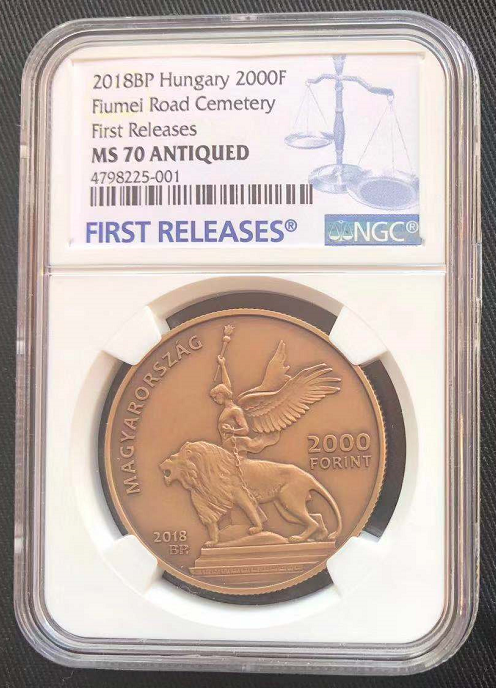 2018BP Hungary 2000F
Fiumei Road Cemetery
First Releases
MS 70 ANTIQUED
4798225-001
FIRST RELEASES®
NGC®
MAGYARORSZÁG
2000
FORINT
2018
BP.